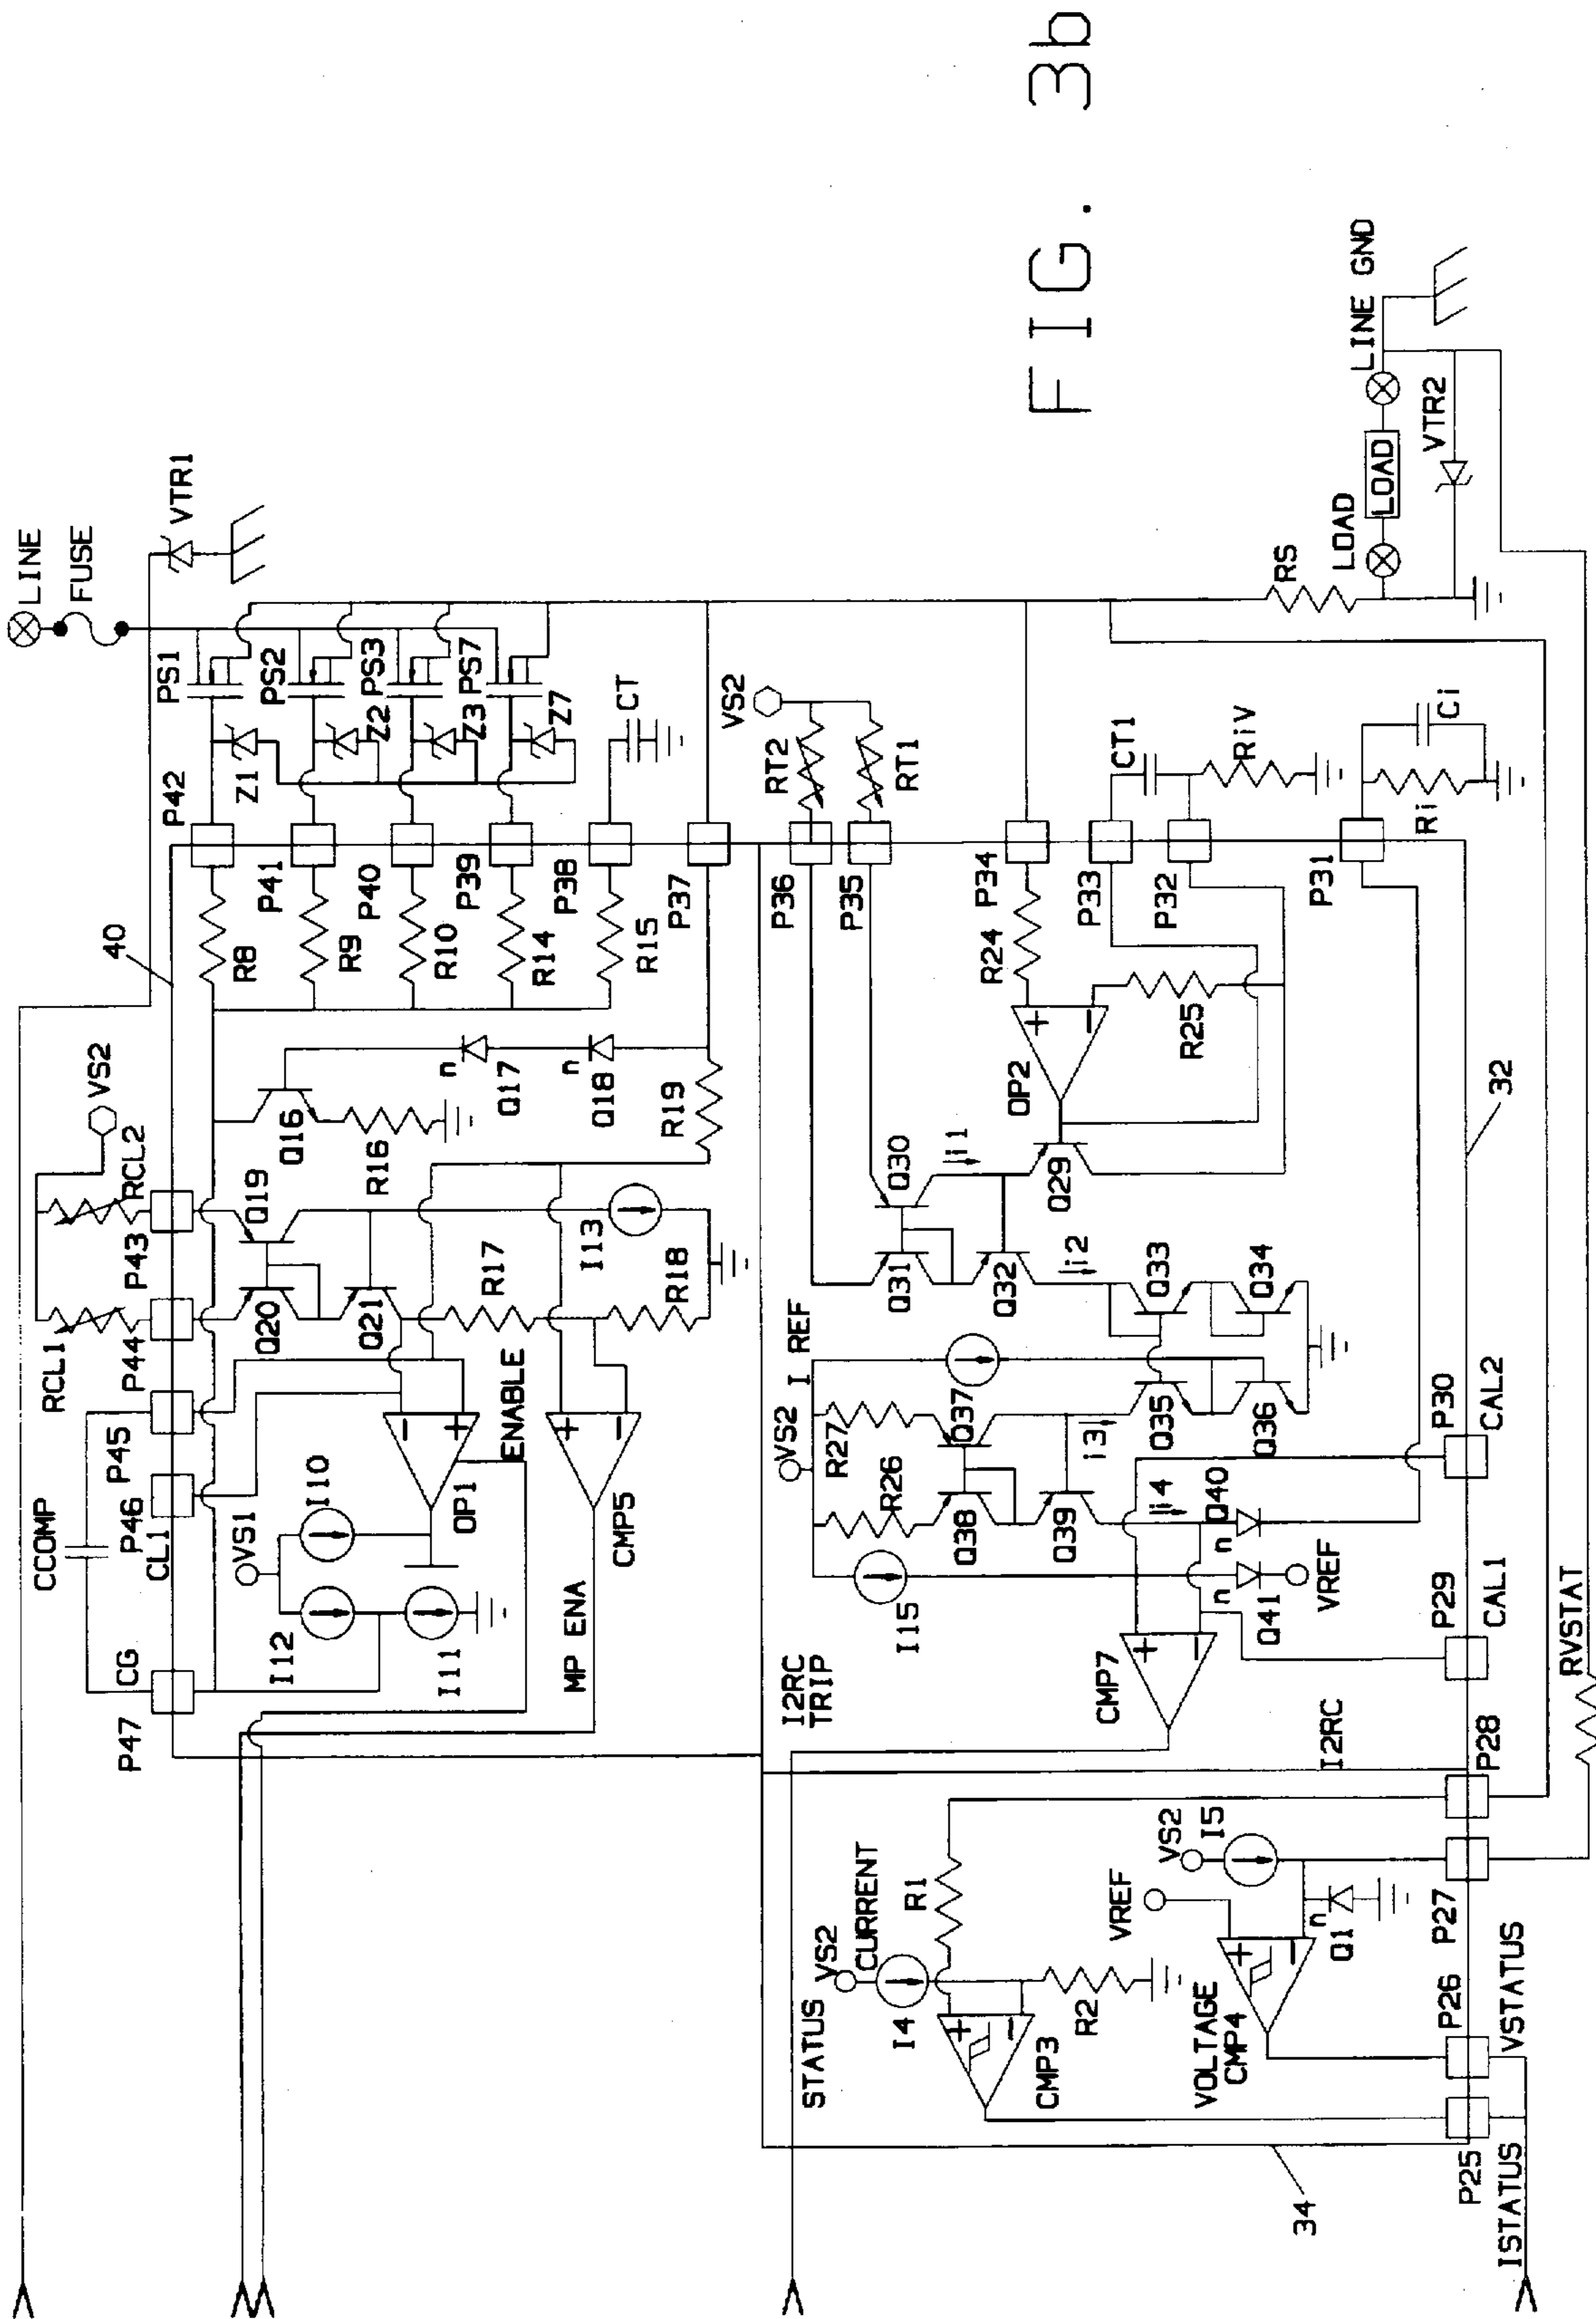 LINE
FUSE
VTR1
PS1
PS2
PS3
PS7
Z1
Z2
Z3
Z7
CT
P42
P41
P40
P39
P38
P37
40
R8
R9
R10
R14
R15
VS2
RCL2
RCL1
P43
P44
P45
P46
CL1
CCOMP
CG
P47
Q16
R16
n
Q17
n
Q18
R19
Q19
Q20
Q21
R17
R18
I13
I10
I12
I11
VS1
-
+
OP1
ENABLE
+
-
CMP5
MP ENA
VS2
RT2
RT1
P36
P35
P34
P33
P32
P31
CT1
RiV
Ri
Ci
R24
R25
+
-
OP2
Q30
Q31
Q32
Q29
i1
i2
Q33
Q34
I REF
VS2
R27
R26
Q37
Q38
Q39
i3
i4
Q35
Q36
Q40
n
Q41
n
VREF
I15
I2RC
TRIP
+
-
CMP7
I2RC
P30
CAL2
P29
CAL1
P28
32
RS
LOAD
LOAD
LINE GND
VTR2
RVSTAT
STATUS
CURRENT
VS2
I4
R1
R2
+
-
CMP3
VOLTAGE
CMP4
+
-
VREF
VS2
I5
n
Q1
P27
P26
P25
VSTATUS
ISTATUS
34
FIG. 3b